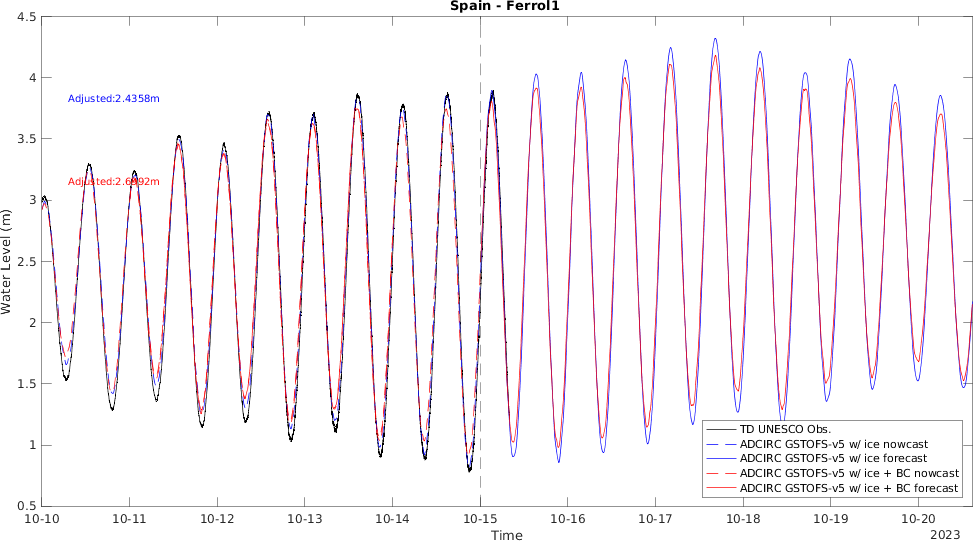 Spain - Ferrol1
4.5
4
Adjusted:2.4358m
3.5
Adjusted:2.6992m
3
Water Level (m)
2.5
2
1.5
TD UNESCO Obs.
ADCIRC GSTOFS-v5 w/ ice nowcast
1
ADCIRC GSTOFS-v5 w/ ice forecast
ADCIRC GSTOFS-v5 w/ ice + BC nowcast
ADCIRC GSTOFS-v5 w/ ice + BC forecast
0.5
10-10 10-11 10-12 10-13 10-14 10-15 10-16 10-17 10-18 10-19 10-20
Time
2023